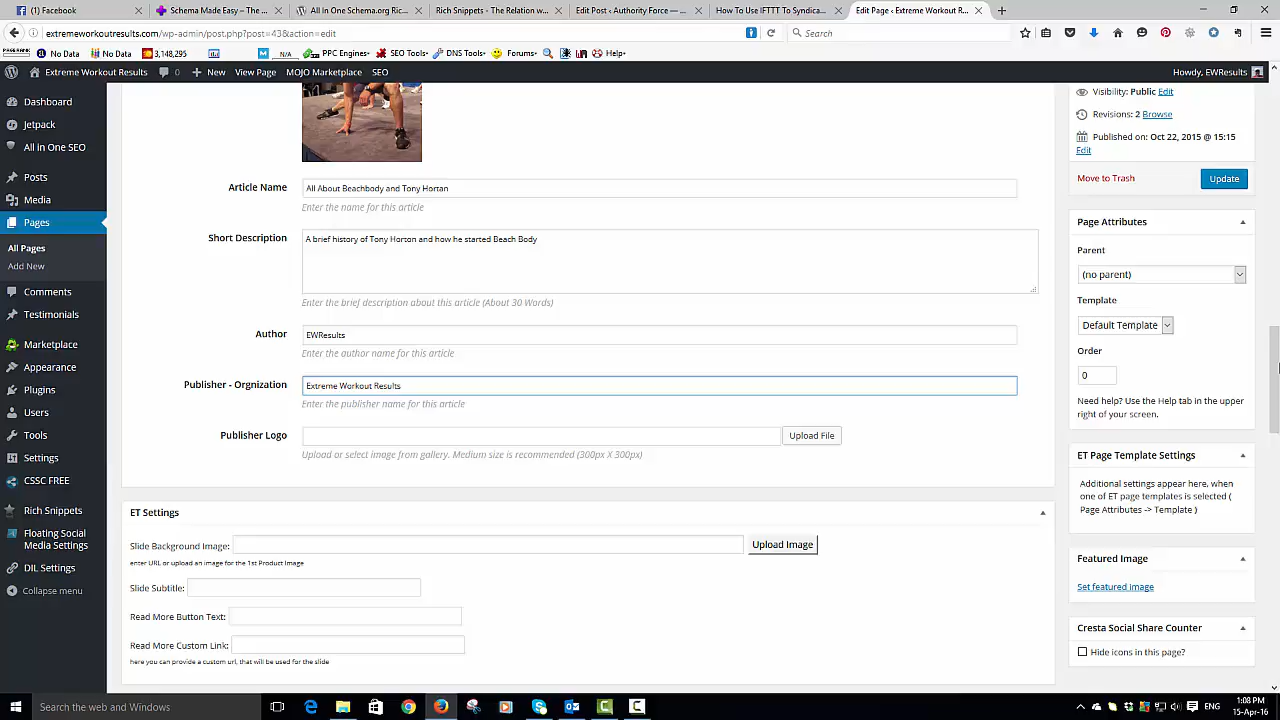 (1) Facebook
Schema Made Easy – The E...
All In One Schema.org Ric...
Rich Snippets - The Relation w...
Edit Post ‹ Authority Force — ...
How To Use IFTTT To Syndica...
Edit Page ‹ Extreme Workout R...
extremeworkoutresults.com/wp-admin/post.php?post=43&action=edit
Search
No Data
No Data
3,148,295
N/A
PPC Engines
SEO Tools
DNS Tools
Forums
Help
Extreme Workout Results
0
New
View Page
MOJO Marketplace
SEO
Howdy, EWResults
Dashboard
Jetpack
All in One SEO
Posts
Media
Pages
All Pages
Add New
Comments
Testimonials
Marketplace
Appearance
Plugins
Users
Tools
Settings
CSSC FREE
Rich Snippets
Floating Social
Media Settings
DIL Settings
Collapse menu
Article Name
All About Beachbody and Tony Hortan
Enter the name for this article
Short Description
A brief history of Tony Horton and how he started Beach Body
Enter the brief description about this article (About 30 Words)
Author
EWResults
Enter the author name for this article
Publisher - Orgnization
Extreme Workout Results
Enter the publisher name for this article
Publisher Logo
Upload File
Upload or select image from gallery. Medium size is recommended (300px X 300px)
ET Settings
Slide Background Image:
Upload Image
enter URL or upload an image for the 1st Product Image
Slide Subtitle:
Read More Button Text:
Read More Custom Link:
here you can provide a custom url, that will be used for the slide
Visibility: Public Edit
Revisions: 2 Browse
Published on: Oct 22, 2015 @ 15:15
Edit
Move to Trash
Update
Page Attributes
Parent
(no parent)
Template
Default Template
Order
0
Need help? Use the Help tab in the upper
right of your screen.
ET Page Template Settings
Additional settings appear here, when
one of ET page templates is selected (
Page Attributes -> Template )
Featured Image
Set featured image
Cresta Social Share Counter
Hide icons in this page?
Search the web and Windows
ENG
1:08 PM
15-Apr-16